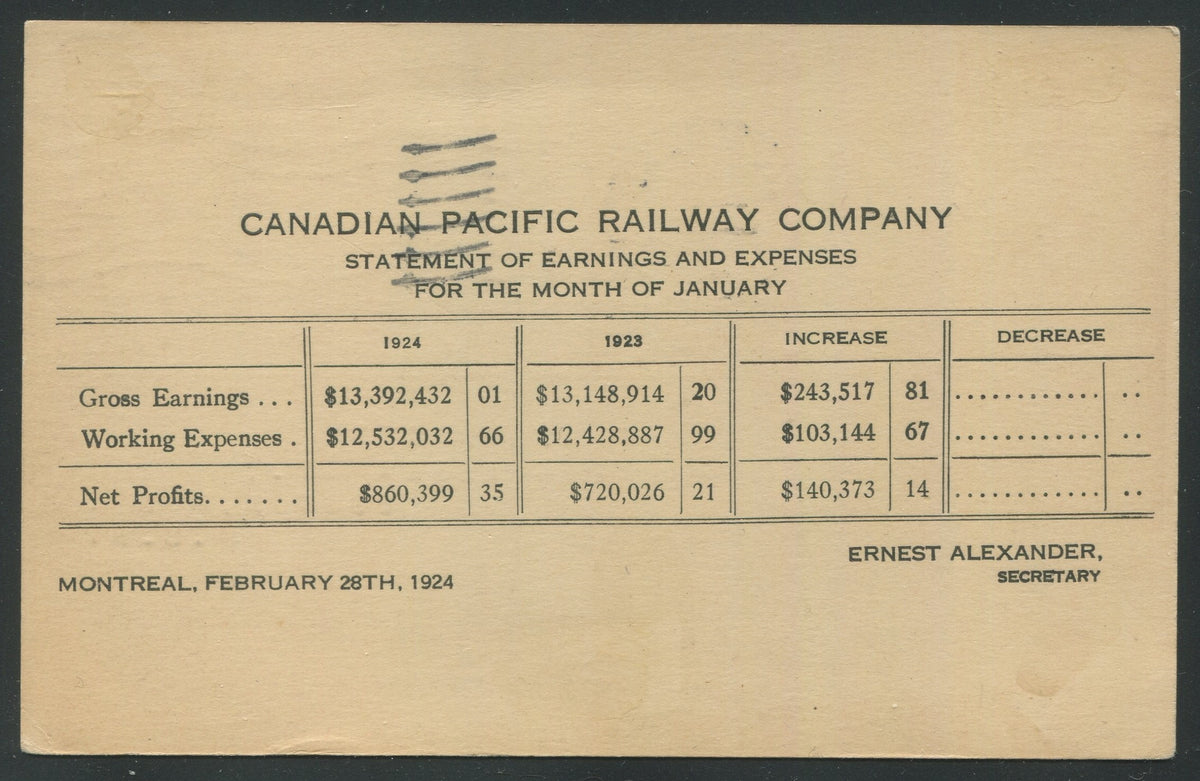 CANADIAN PACIFIC RAILWAY COMPANY
STATEMENT OF EARNINGS AND EXPENSES
FOR THE MONTH OF JANUARY
1924 1923 INCREASE DECREASE
Gross Earnings . . . $13,392,432 01 $13,148,914 20 $243,517 81 . . . . . . . . . . . . . .
Working Expenses . $12,532,032 66 $12,428,887 99 $103,144 67 . . . . . . . . . . . . . .
Net Profits. . . . . . . $860,399 35 $720,026 21 $140,373 14 . . . . . . . . . . . . . .
ERNEST ALEXANDER,
SECRETARY
MONTREAL, FEBRUARY 28TH, 1924